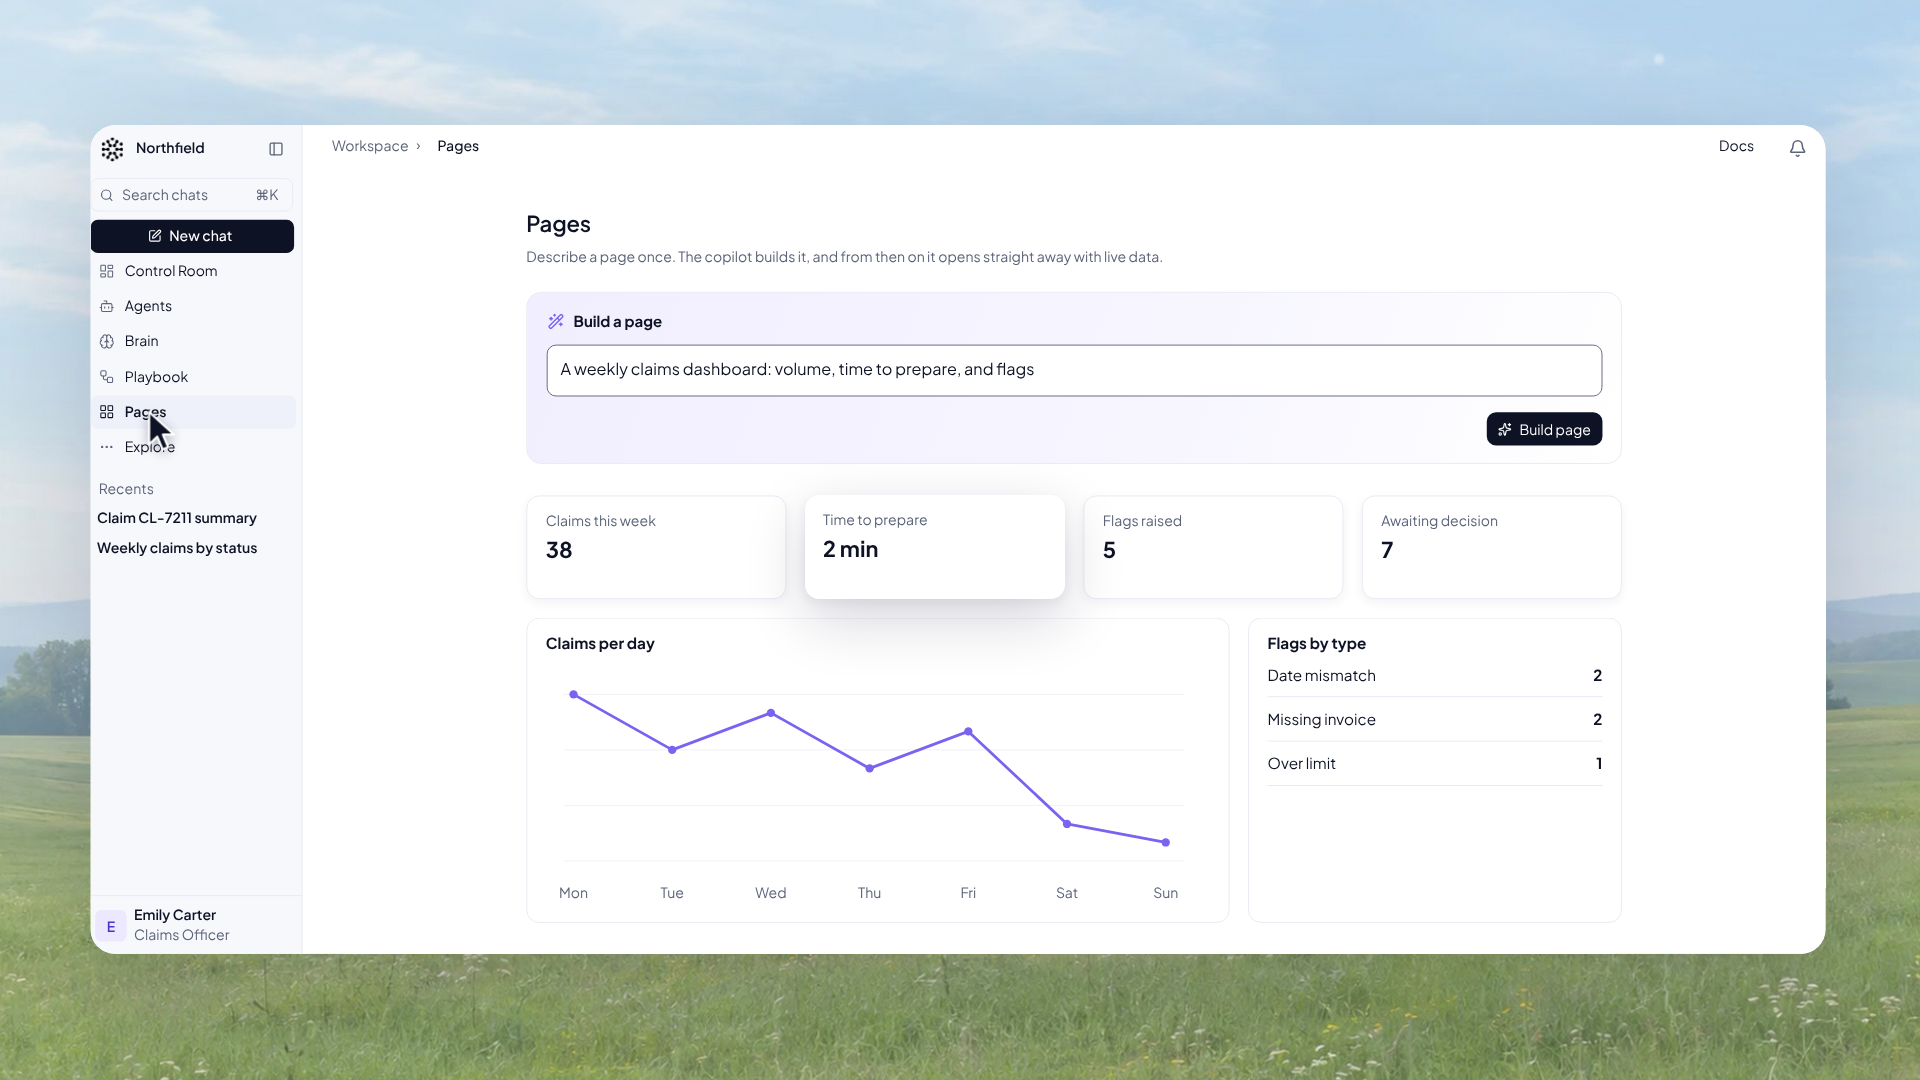 Northfield
Search chats ⌘K
New chat
Control Room
Agents
Brain
Playbook
Pages
Explore
Recents
Claim CL-7211 summary
Weekly claims by status
E
Emily Carter
Claims Officer
Workspace › Pages
Docs
Pages
Describe a page once. The copilot builds it, and from then on it opens straight away with live data.
Build a page
A weekly claims dashboard: volume, time to prepare, and flags
Build page
Claims this week
38
Time to prepare
2 min
Flags raised
5
Awaiting decision
7
Claims per day
Mon Tue Wed Thu Fri Sat Sun
Flags by type
Date mismatch 2
Missing invoice 2
Over limit 1